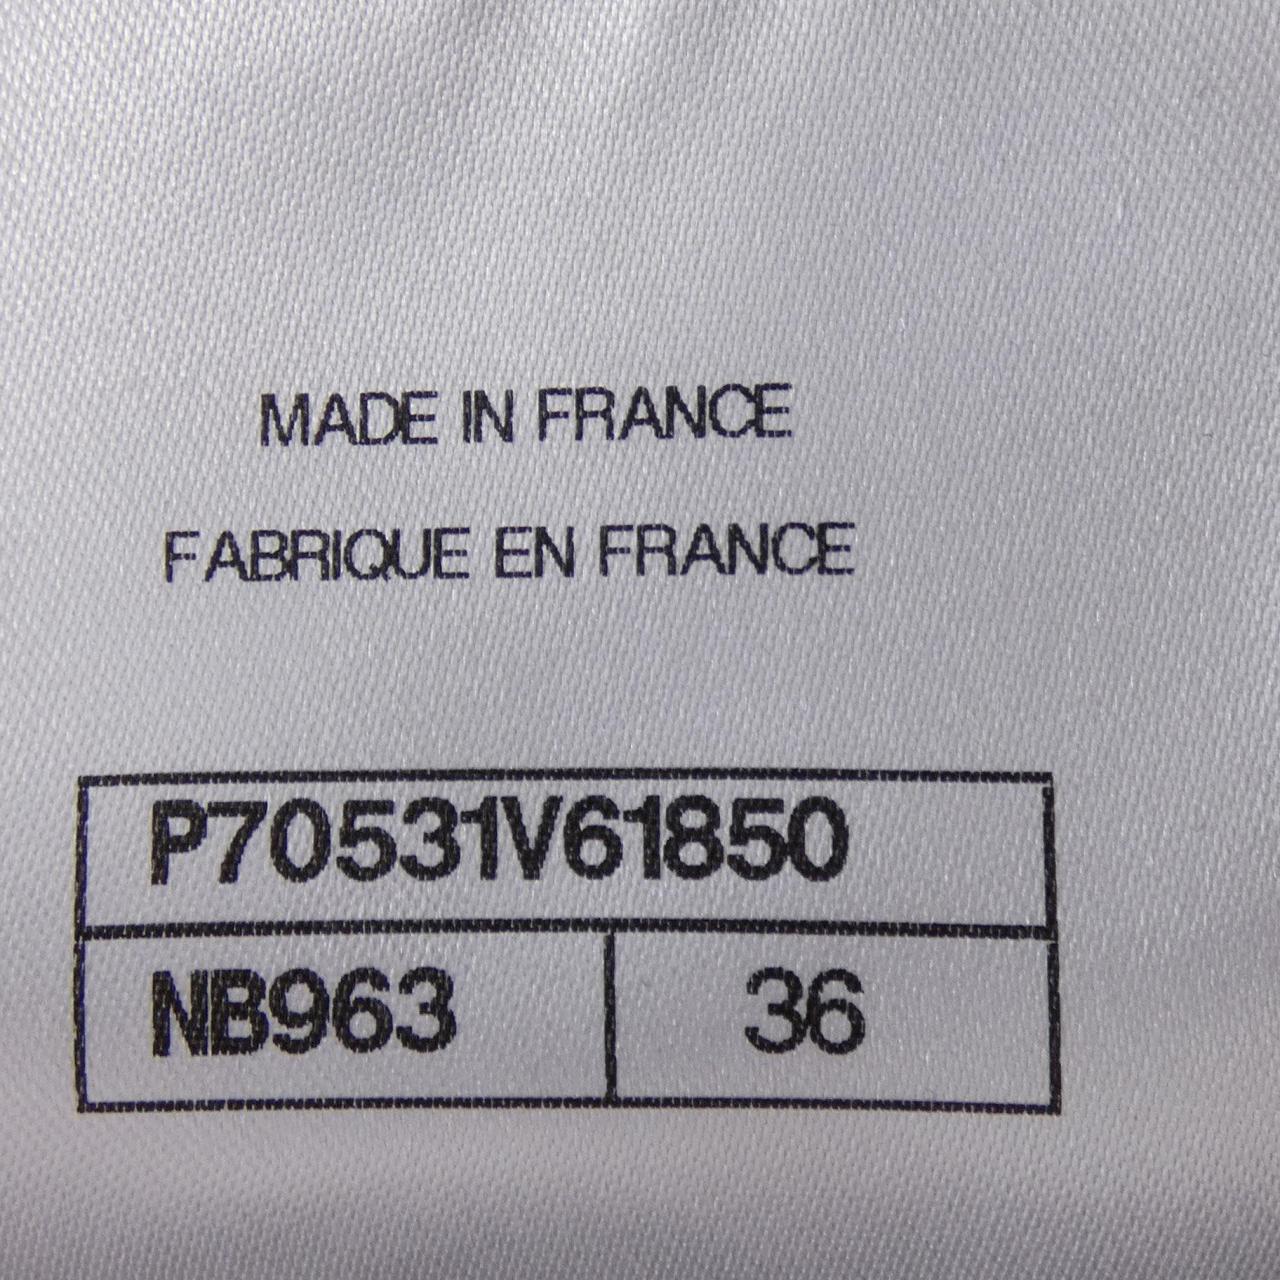 MADE IN FRANCE
FABRIQUE EN FRANCE
P70531V61850
NB963 36